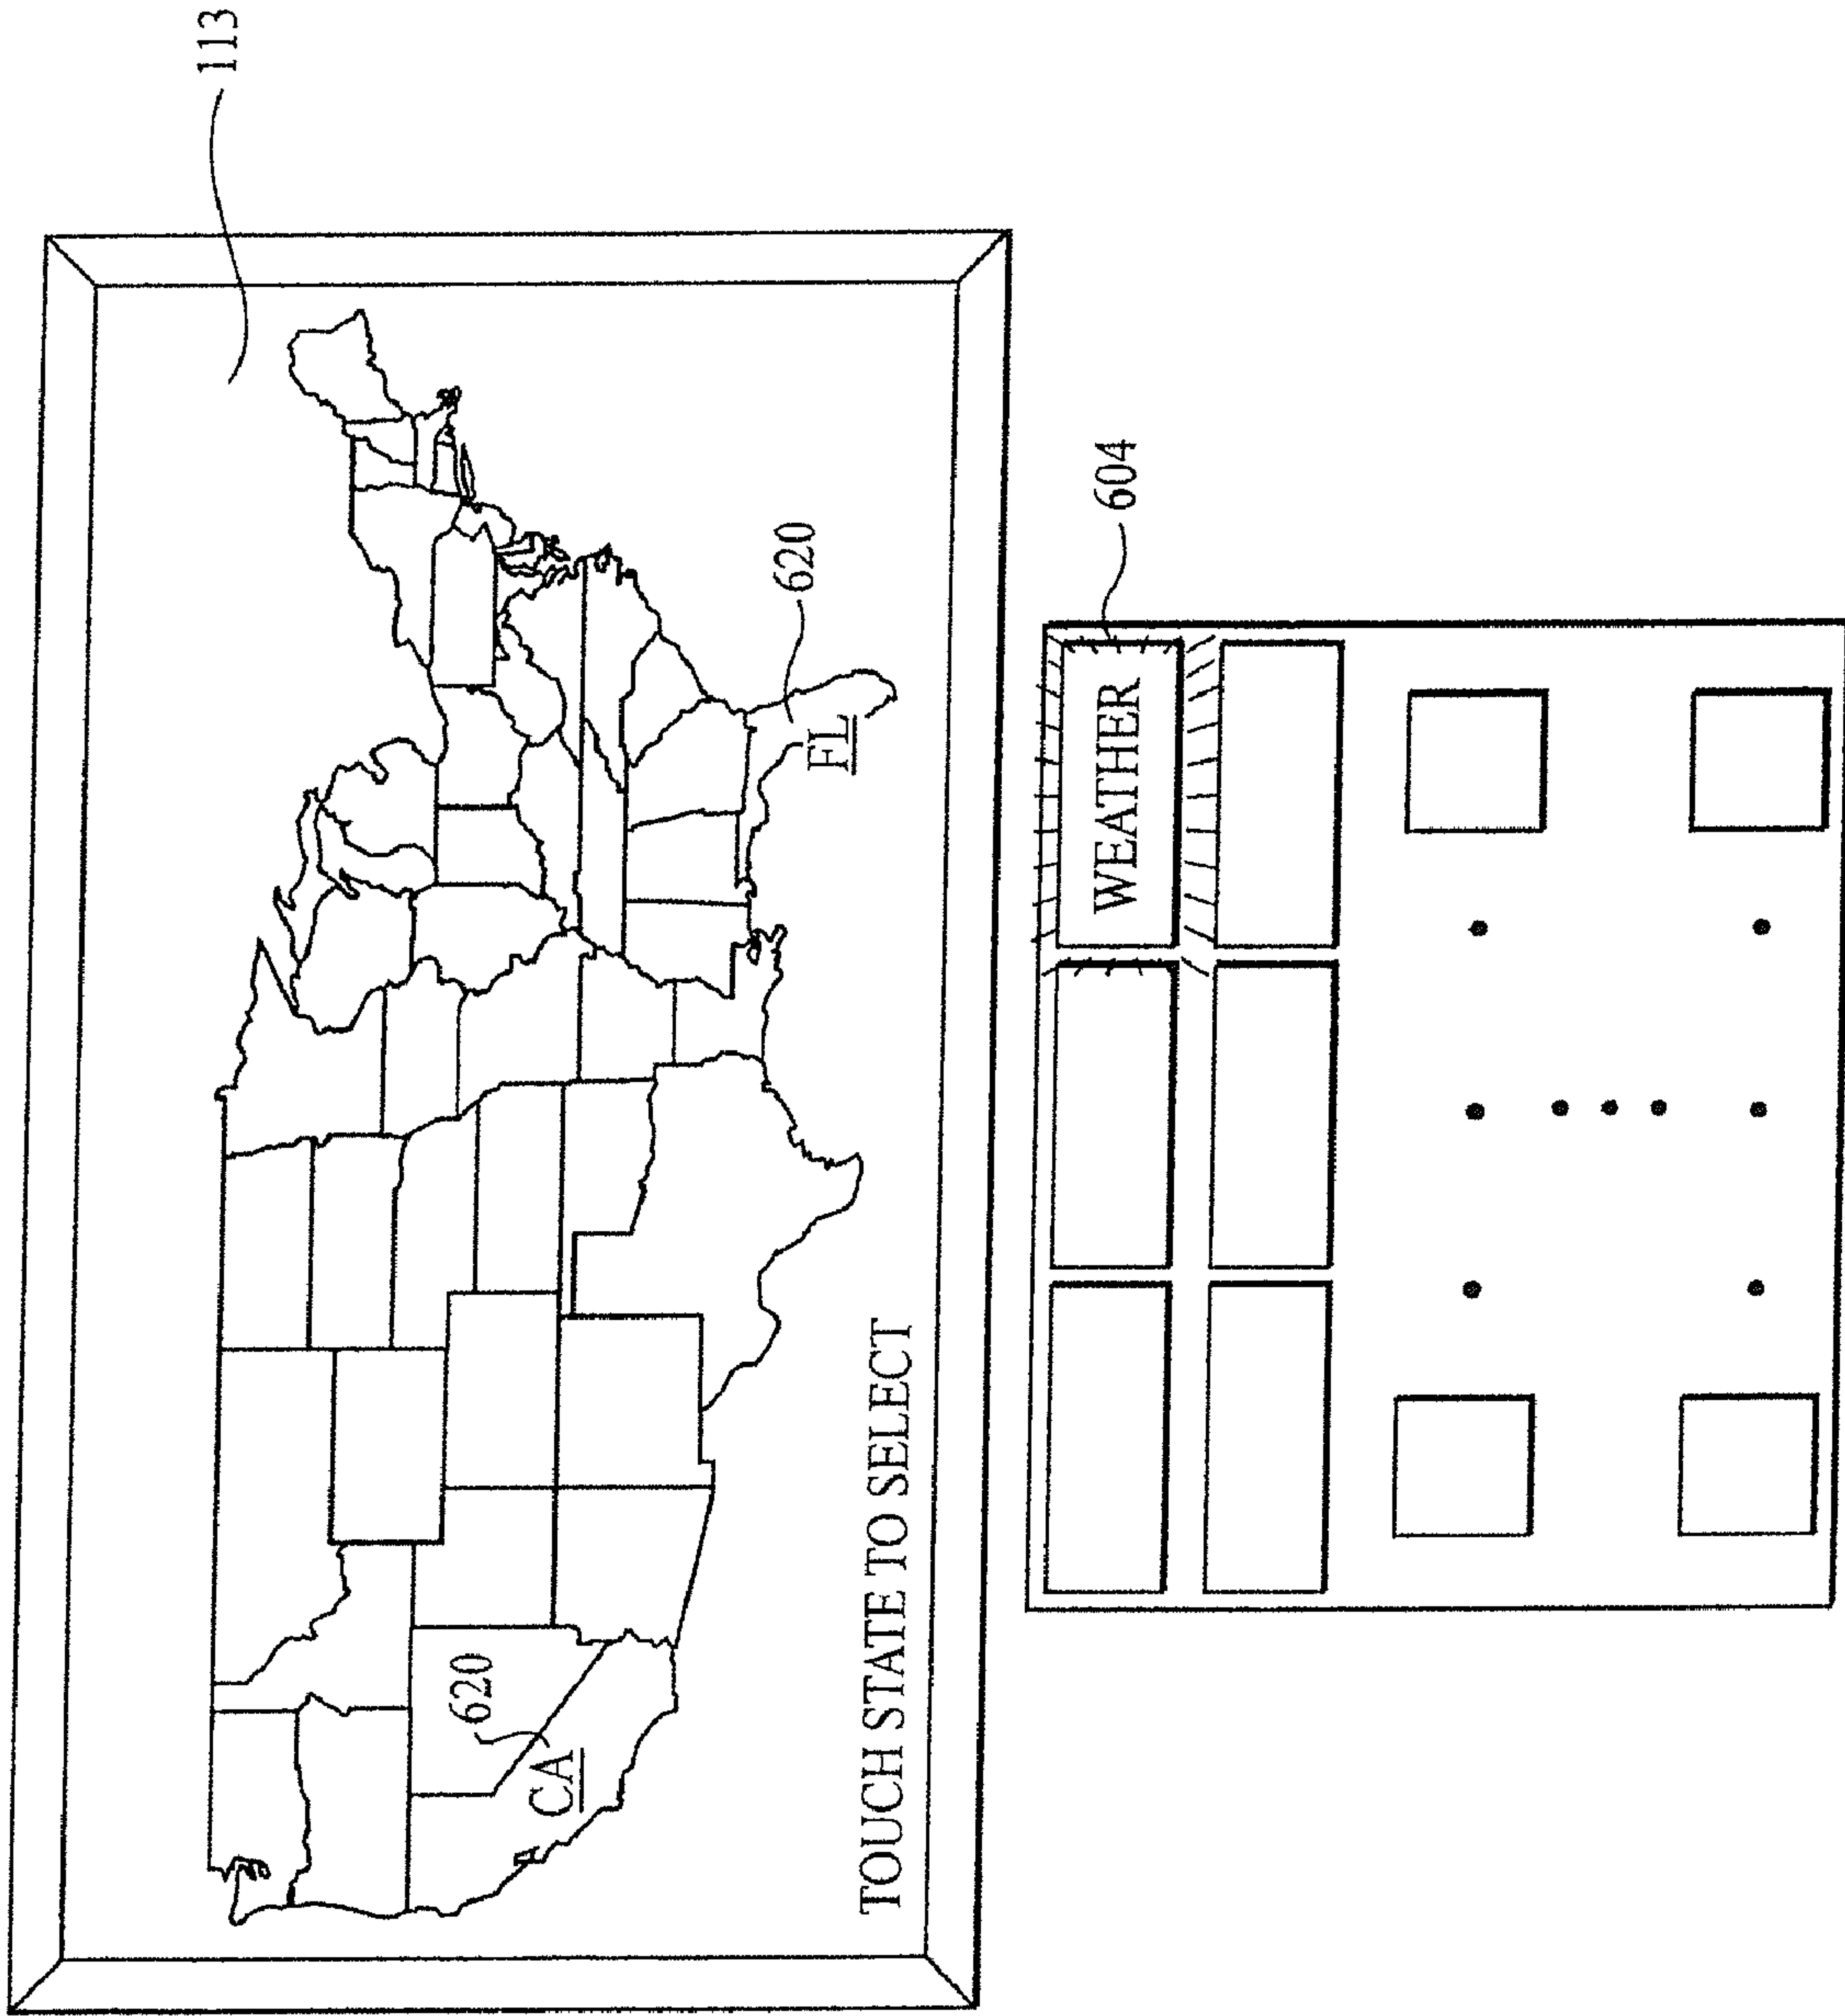 113
620
CA
620
FL
TOUCH STATE TO SELECT
WEATHER
604